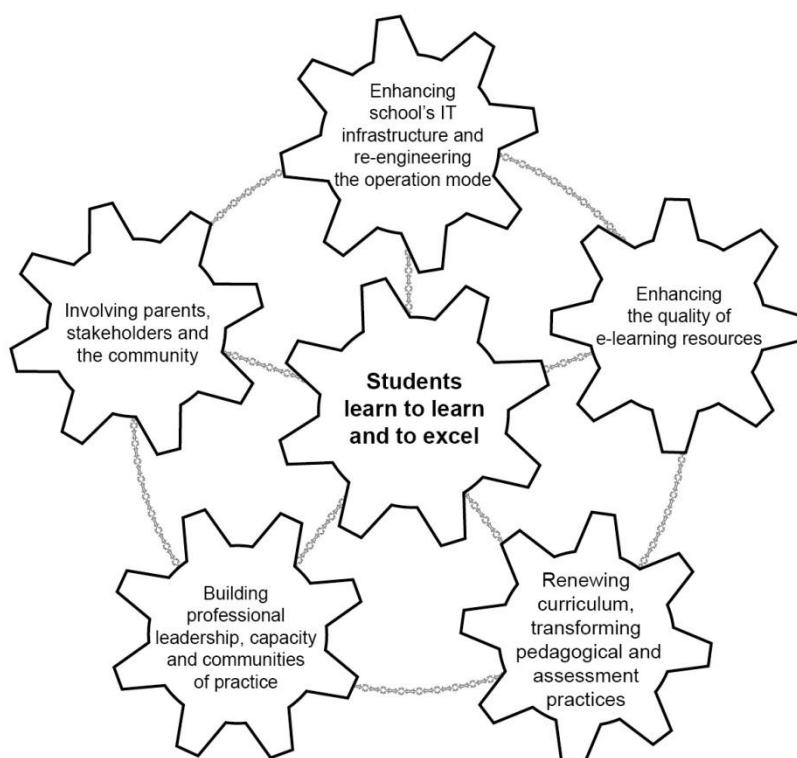 Enhancing
school's IT
infrastructure and
re-engineering
the operation mode
Involving parents,
stakeholders and
the community
Enhancing
the quality of
e-learning resources
Students
learn to learn
and to excel
Building
professional
leadership, capacity
and communities
of practice
Renewing
curriculum,
transforming
pedagogical and
assessment
practices